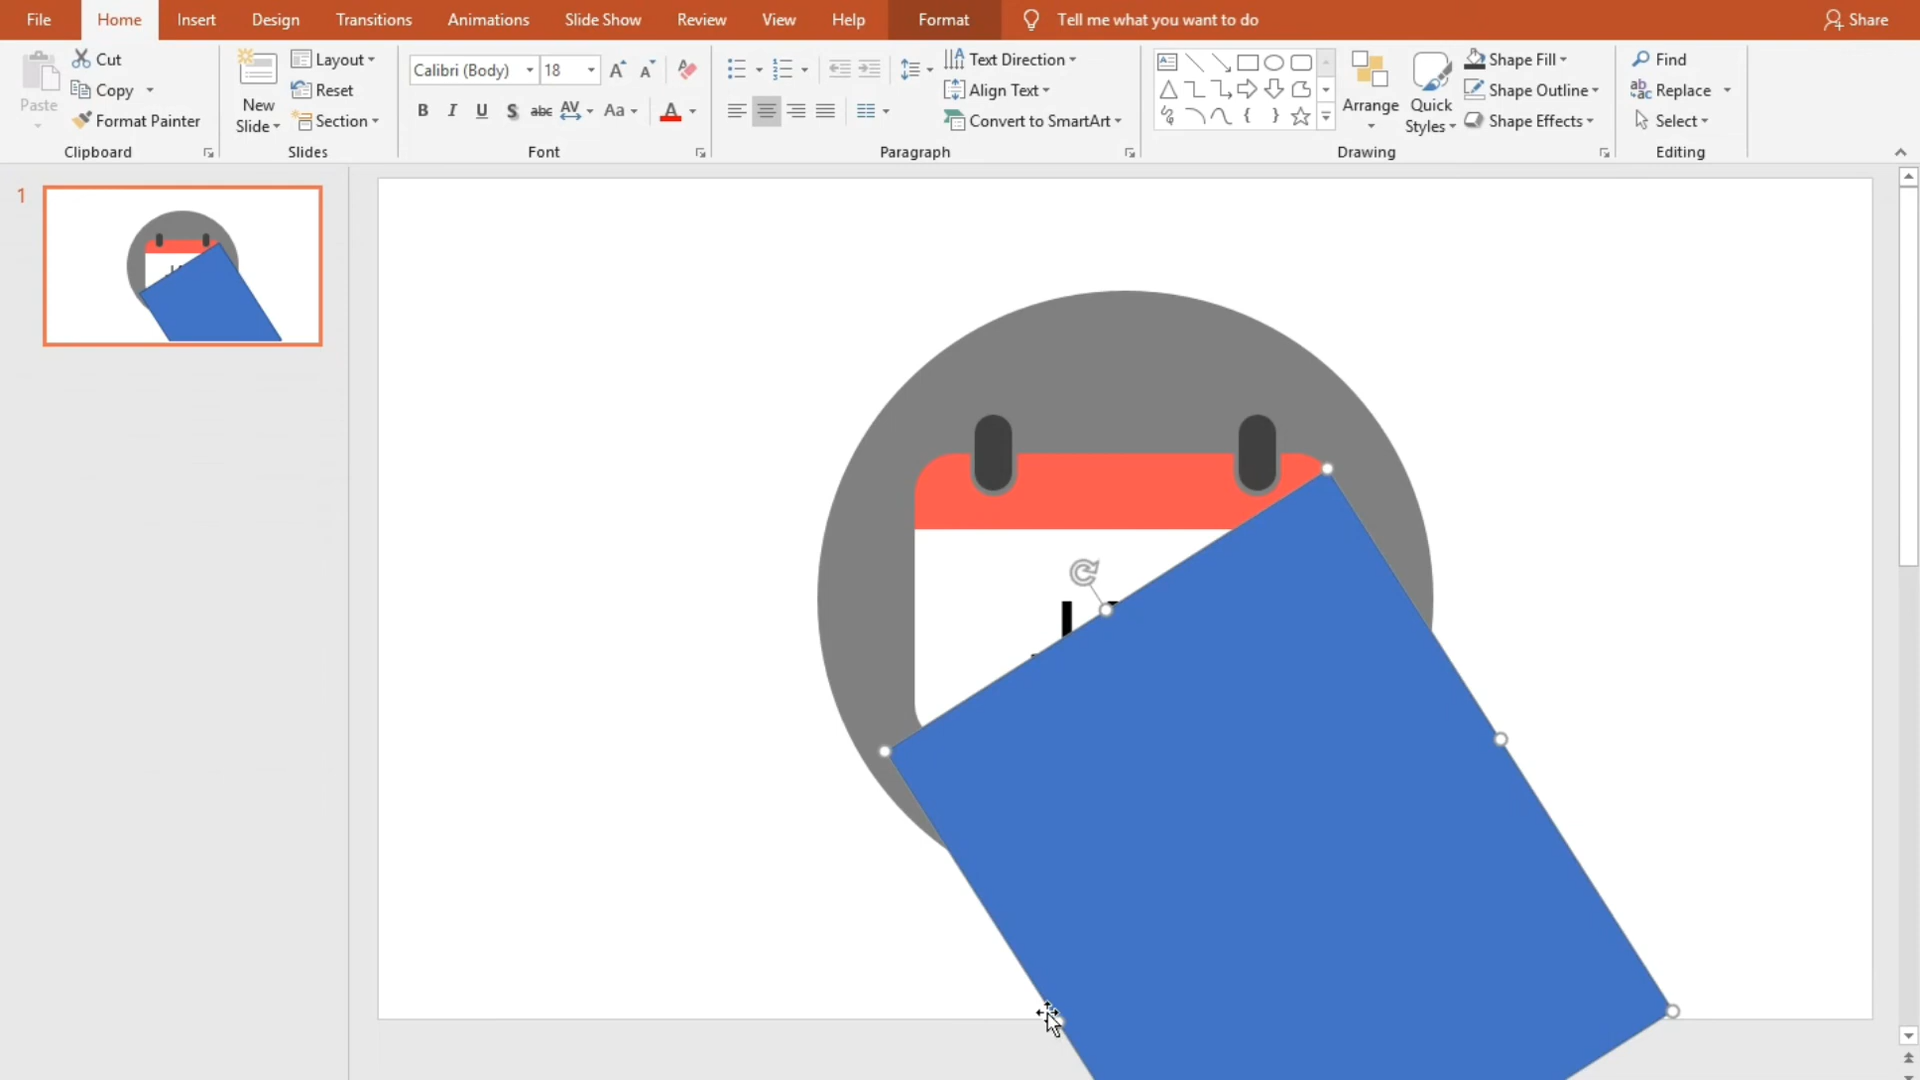 File Home Insert Design Transitions Animations Slide Show Review View Help Format Tell me what you want to do Share
Paste
Cut
Copy
Format Painter
Clipboard
New
Slide
Layout
Reset
Section
Slides
Calibri (Body) 18
B I U S abc AV Aa A
Font
Text Direction
Align Text
Convert to SmartArt
Paragraph
Arrange
Quick
Styles
Shape Fill
Shape Outline
Shape Effects
Drawing
Find
Replace
Select
Editing
1